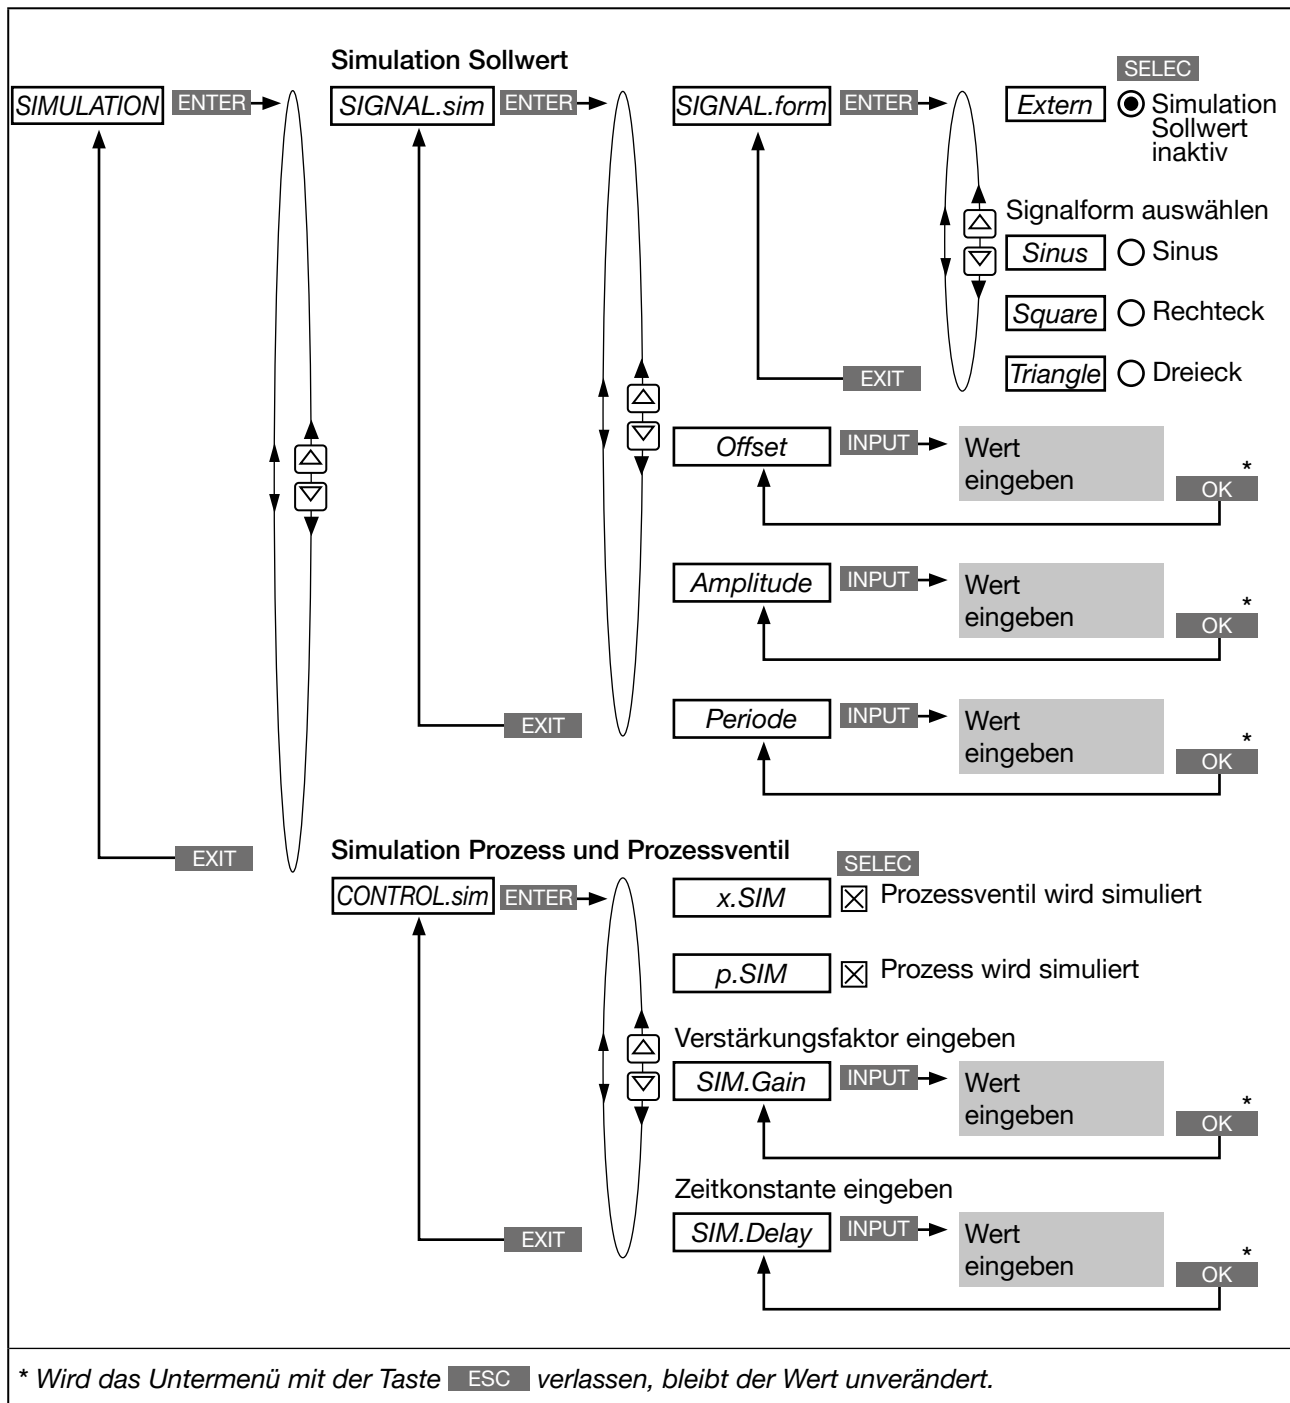 Simulation Sollwert
SELEC
SIMULATION ENTER SIGNAL.sim ENTER SIGNAL.form ENTER Extern Simulation
Sollwert
inaktiv
Signalform auswählen
Sinus Sinus
Square Rechteck
Triangle Dreieck
EXIT
Offset INPUT Wert
eingeben
*
OK
Amplitude INPUT Wert
eingeben
*
OK
Periode INPUT Wert
eingeben
*
OK
EXIT
EXIT
Simulation Prozess und Prozessventil
SELEC
CONTROL.sim ENTER x.SIM Prozessventil wird simuliert
p.SIM Prozess wird simuliert
Verstärkungsfaktor eingeben
SIM.Gain INPUT Wert
eingeben
*
OK
Zeitkonstante eingeben
SIM.Delay INPUT Wert
eingeben
*
OK
EXIT
* Wird das Untermenü mit der Taste ESC verlassen, bleibt der Wert unverändert.